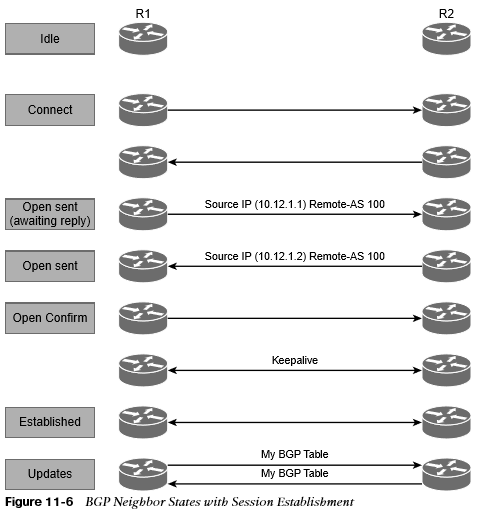 R1
R2
Idle
Connect
Open sent
(awaiting reply)
Source IP (10.12.1.1) Remote-AS 100
Open sent
Source IP (10.12.1.2) Remote-AS 100
Open Confirm
Keepalive
Established
Updates
My BGP Table
My BGP Table
Figure 11-6 BGP Neighbor States with Session Establishment